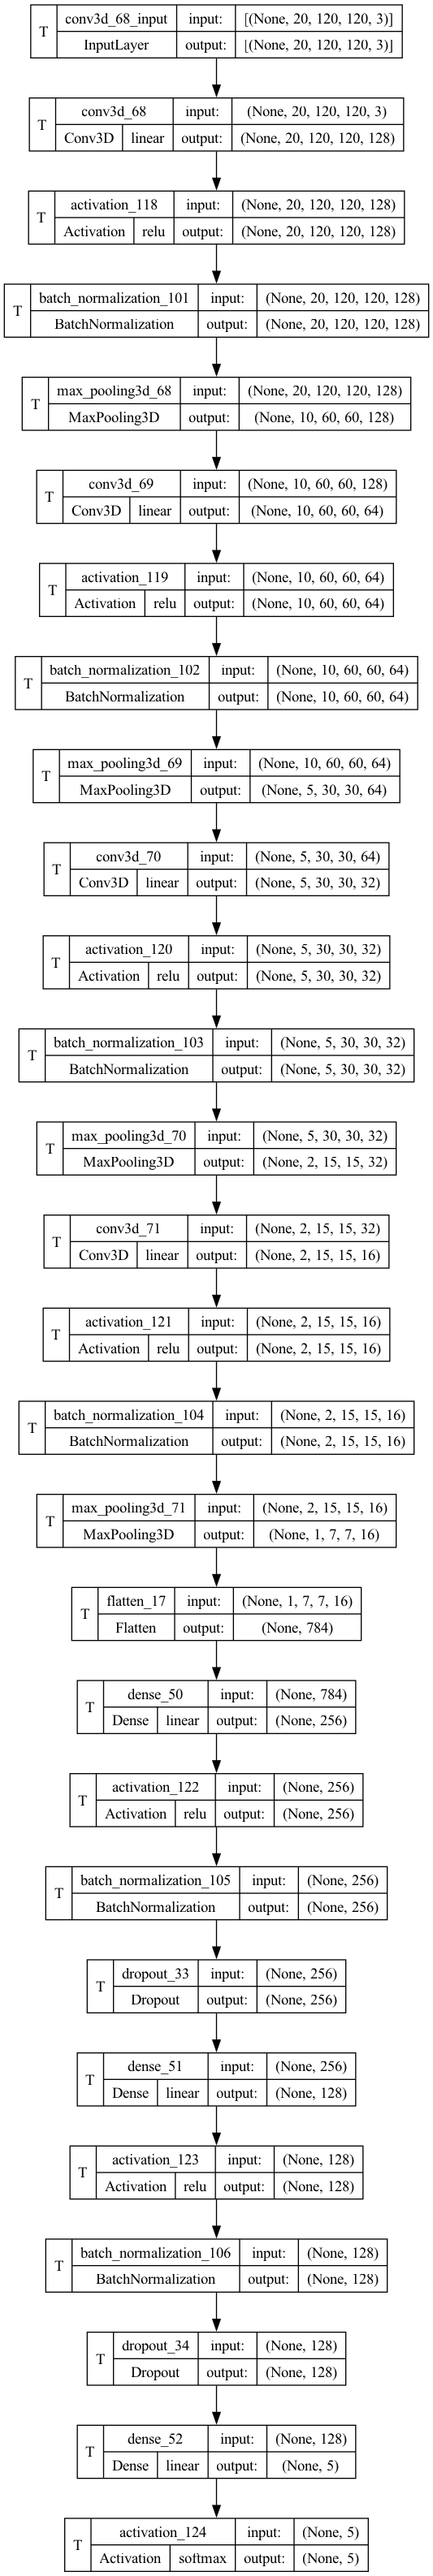 T conv3d_68_input input: [(None, 20, 120, 120, 3)]
InputLayer output: [(None, 20, 120, 120, 3)]
T conv3d_68 input: (None, 20, 120, 120, 3)
Conv3D linear output: (None, 20, 120, 120, 128)
T activation_118 input: (None, 20, 120, 120, 128)
Activation relu output: (None, 20, 120, 120, 128)
T batch_normalization_101 input: (None, 20, 120, 120, 128)
BatchNormalization output: (None, 20, 120, 120, 128)
T max_pooling3d_68 input: (None, 20, 120, 120, 128)
MaxPooling3D output: (None, 10, 60, 60, 128)
T conv3d_69 input: (None, 10, 60, 60, 128)
Conv3D linear output: (None, 10, 60, 60, 64)
T activation_119 input: (None, 10, 60, 60, 64)
Activation relu output: (None, 10, 60, 60, 64)
T batch_normalization_102 input: (None, 10, 60, 60, 64)
BatchNormalization output: (None, 10, 60, 60, 64)
T max_pooling3d_69 input: (None, 10, 60, 60, 64)
MaxPooling3D output: (None, 5, 30, 30, 64)
T conv3d_70 input: (None, 5, 30, 30, 64)
Conv3D linear output: (None, 5, 30, 30, 32)
T activation_120 input: (None, 5, 30, 30, 32)
Activation relu output: (None, 5, 30, 30, 32)
T batch_normalization_103 input: (None, 5, 30, 30, 32)
BatchNormalization output: (None, 5, 30, 30, 32)
T max_pooling3d_70 input: (None, 5, 30, 30, 32)
MaxPooling3D output: (None, 2, 15, 15, 32)
T conv3d_71 input: (None, 2, 15, 15, 32)
Conv3D linear output: (None, 2, 15, 15, 16)
T activation_121 input: (None, 2, 15, 15, 16)
Activation relu output: (None, 2, 15, 15, 16)
T batch_normalization_104 input: (None, 2, 15, 15, 16)
BatchNormalization output: (None, 2, 15, 15, 16)
T max_pooling3d_71 input: (None, 2, 15, 15, 16)
MaxPooling3D output: (None, 1, 7, 7, 16)
T flatten_17 input: (None, 1, 7, 7, 16)
Flatten output: (None, 784)
T dense_50 input: (None, 784)
Dense linear output: (None, 256)
T activation_122 input: (None, 256)
Activation relu output: (None, 256)
T batch_normalization_105 input: (None, 256)
BatchNormalization output: (None, 256)
T dropout_33 input: (None, 256)
Dropout output: (None, 256)
T dense_51 input: (None, 256)
Dense linear output: (None, 128)
T activation_123 input: (None, 128)
Activation relu output: (None, 128)
T batch_normalization_106 input: (None, 128)
BatchNormalization output: (None, 128)
T dropout_34 input: (None, 128)
Dropout output: (None, 128)
T dense_52 input: (None, 128)
Dense linear output: (None, 5)
T activation_124 input: (None, 5)
Activation softmax output: (None, 5)